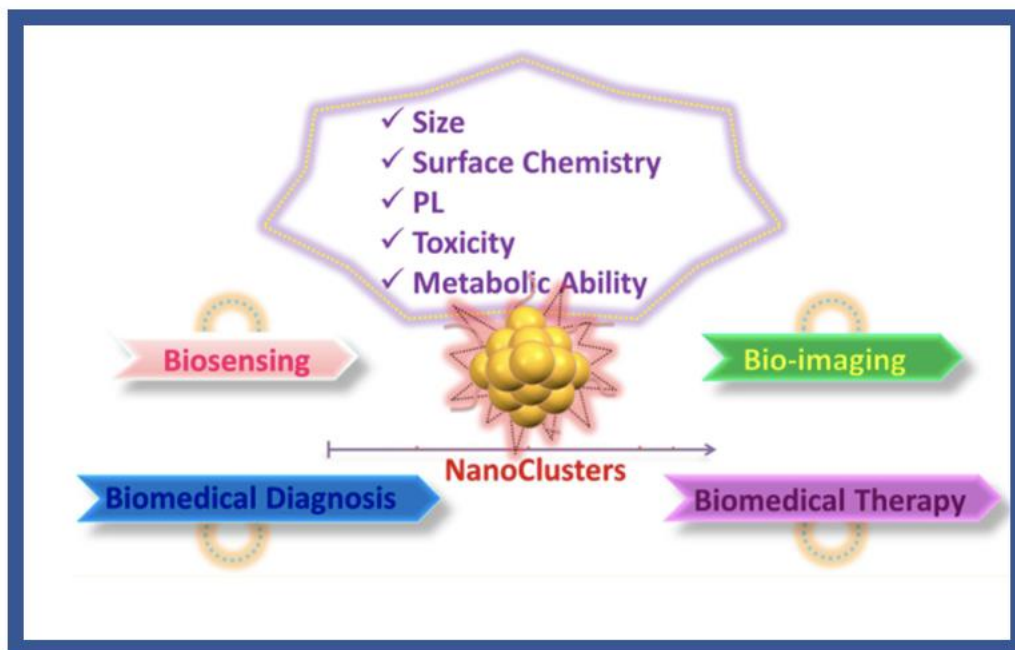 ✓ Size
✓ Surface Chemistry
✓ PL
✓ Toxicity
✓ Metabolic Ability
Biosensing
Bio-imaging
NanoClusters
Biomedical Diagnosis
Biomedical Therapy